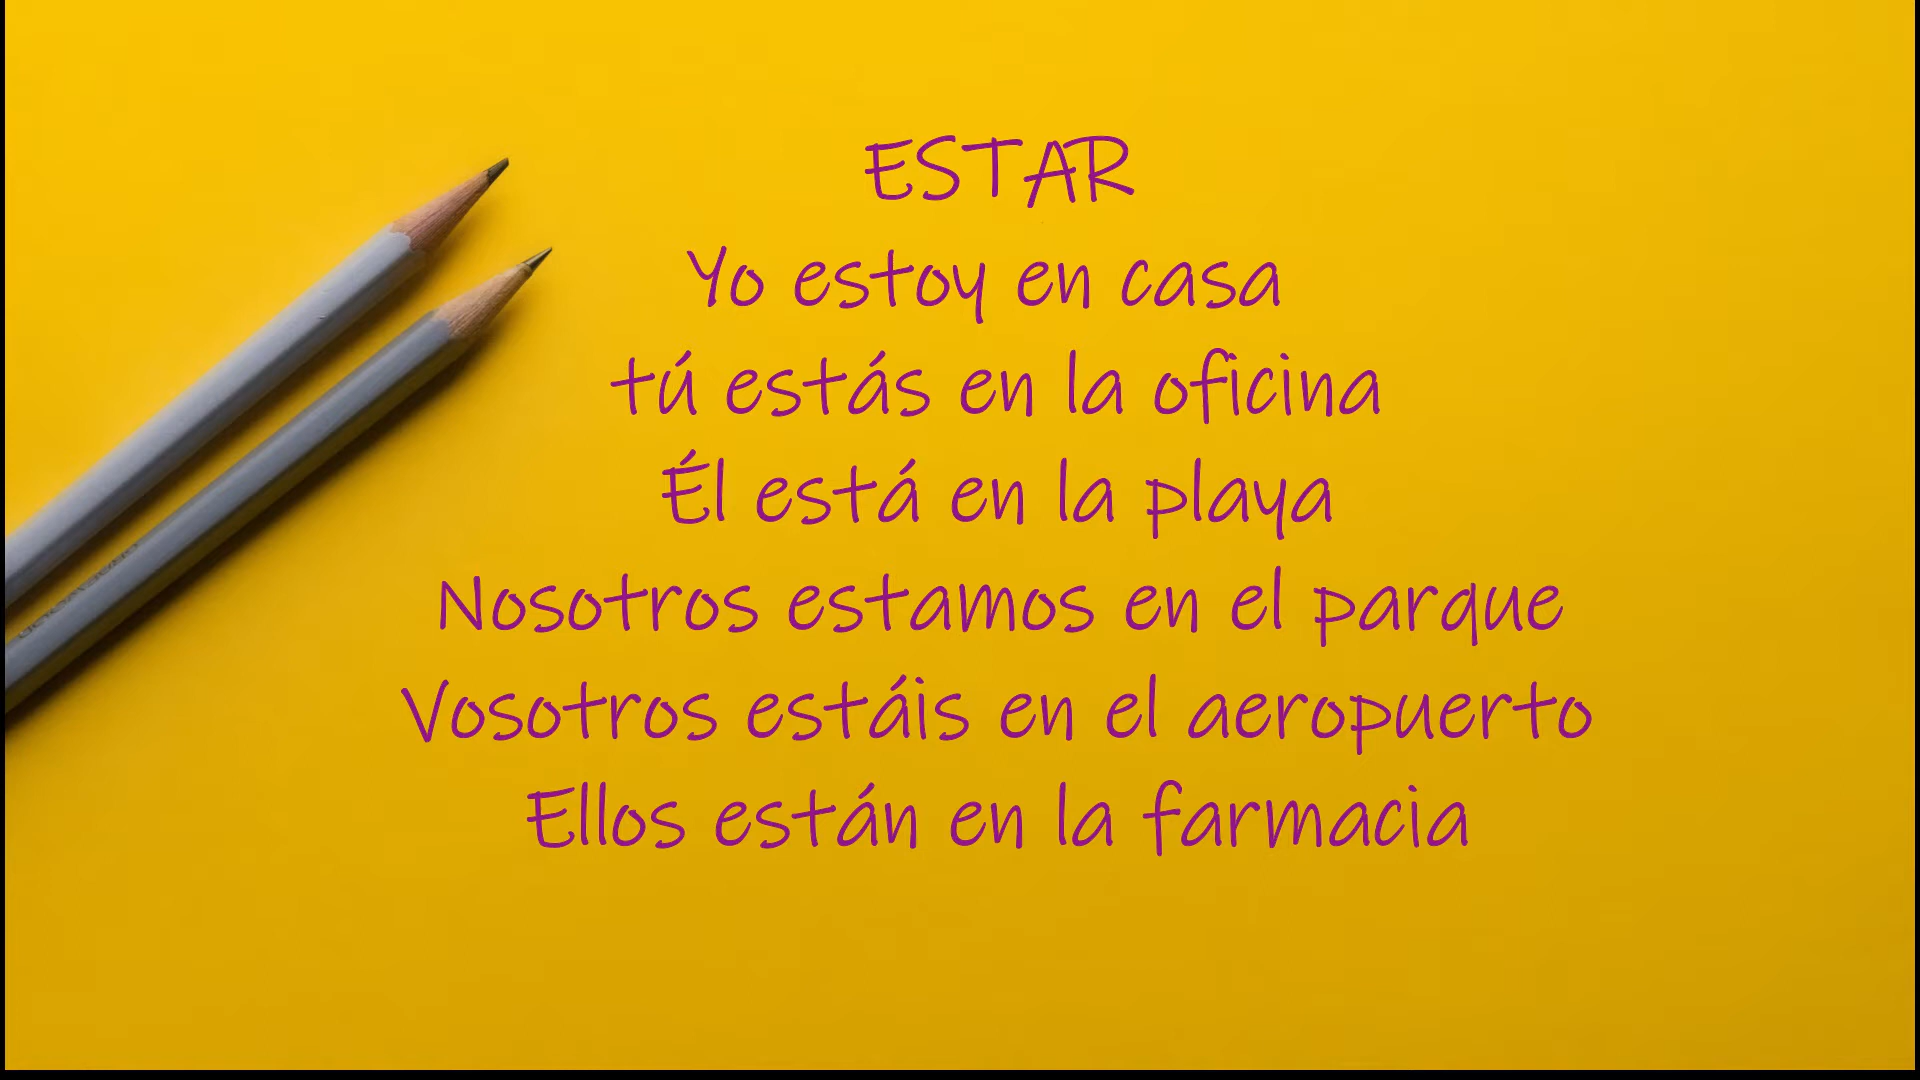 ESTAR
Yo estoy en casa
tú estás en la oficina
Él está en la playa
Nosotros estamos en el parque
Vosotros estáis en el aeropuerto
Ellos están en la farmacia